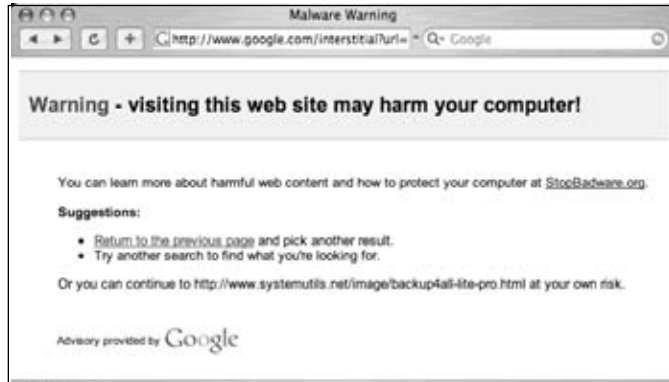 Malware Warning
http://www.google.com/interstitial?url= Google
Warning - visiting this web site may harm your computer!
You can learn more about harmful web content and how to protect your computer at StopBadware.org.
Suggestions:
• Return to the previous page and pick another result.
• Try another search to find what you're looking for.
Or you can continue to http://www.systemutils.net/image/backup4all-lite-pro.html at your own risk.
Advisory provided by Google